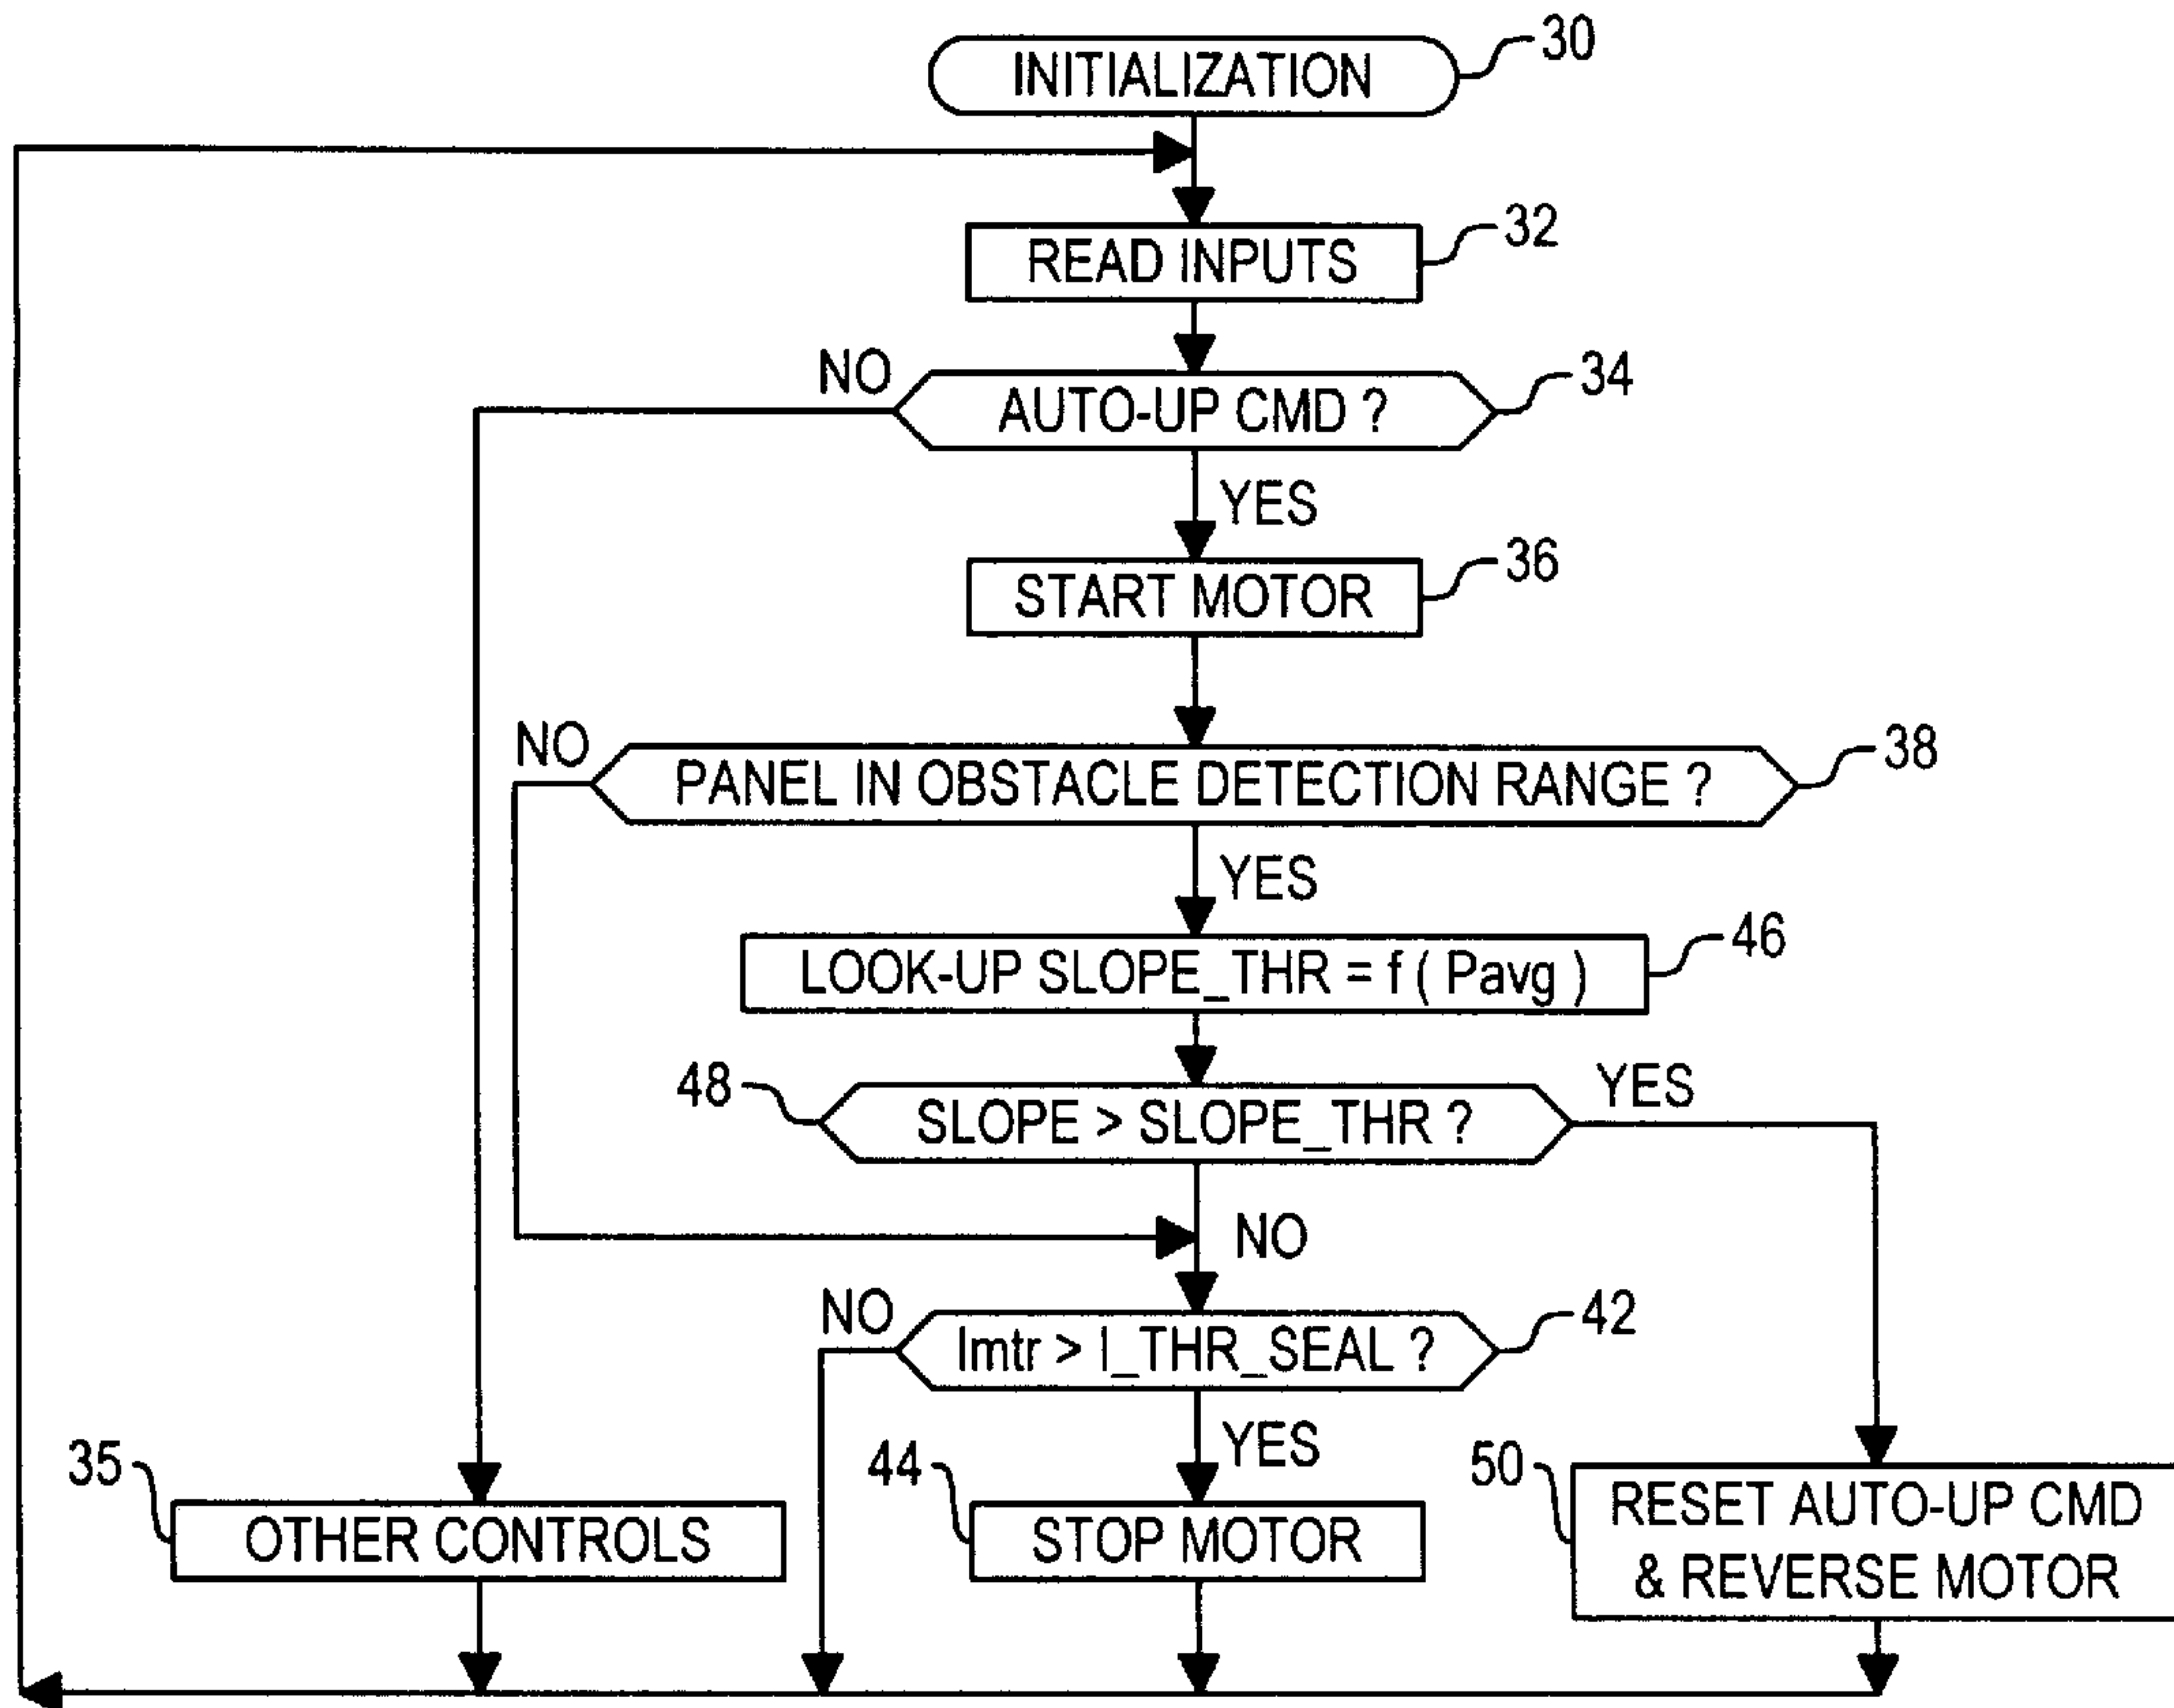 INITIALIZATION
30
READ INPUTS
32
NO
AUTO-UP CMD ?
34
YES
START MOTOR
36
NO
PANEL IN OBSTACLE DETECTION RANGE ?
38
YES
LOOK-UP SLOPE_THR = f ( Pavg )
46
48
SLOPE > SLOPE_THR ?
YES
NO
NO
Imtr > I_THR_SEAL ?
42
YES
35
OTHER CONTROLS
44
STOP MOTOR
50
RESET AUTO-UP CMD
& REVERSE MOTOR